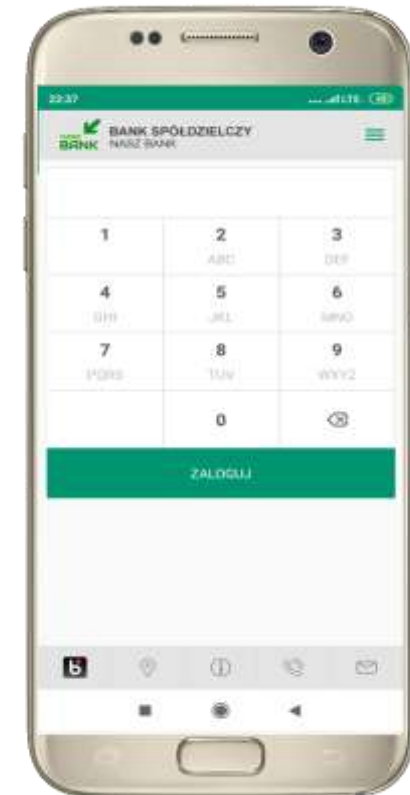 22:37 LTE
BANK SPÓŁDZIELCZY
BANK NASZ BANK
1 2 3
ABC DEF
4 5 6
GHI JKL MNO
7 8 9
PQRS TUV WXYZ
0
ZALOGUJ